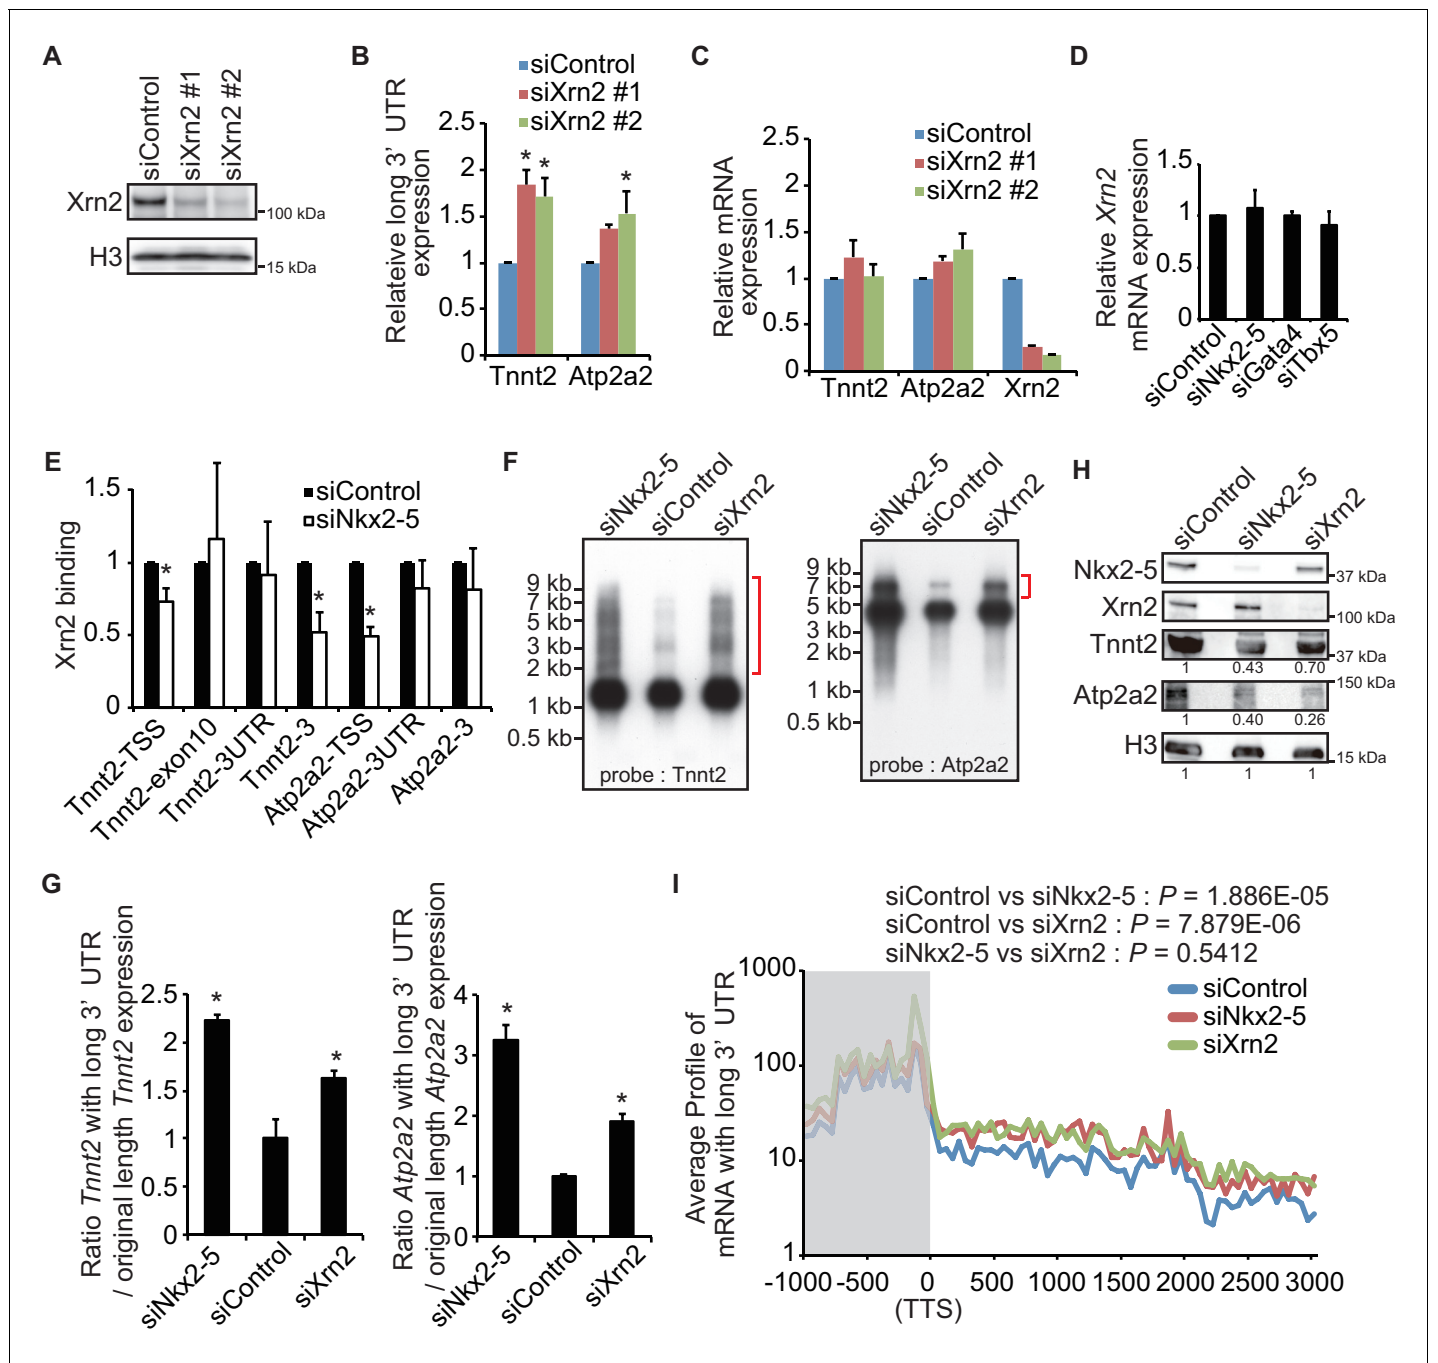 A
siControl
siXrn2 #1
siXrn2 #2
Xrn2
100 kDa
H3
15 kDa
B
siControl
siXrn2 #1
siXrn2 #2
Relateive long 3’ UTR
expression
2.5
2
1.5
1
0.5
0
* * *
Tnnt2 Atp2a2
C
siControl
siXrn2 #1
siXrn2 #2
Relative mRNA
expression
2.5
2
1.5
1
0.5
0
Tnnt2 Atp2a2 Xrn2
D
Relative Xrn2
mRNA expression
1.5
1
0.5
0
siControl
siNkx2-5
siGata4
siTbx5
E
siControl
siNkx2-5
Xrn2 binding
1.5
1
0.5
0
* * *
Tnnt2-TSS
Tnnt2-exon10
Tnnt2-3UTR
Tnnt2-3
Atp2a2-TSS
Atp2a2-3UTR
Atp2a2-3
F
siNkx2-5
siControl
siXrn2
9 kb
7 kb
5 kb
3 kb
2 kb
1 kb
0.5 kb
probe : Tnnt2
siNkx2-5
siControl
siXrn2
9 kb
7 kb
5 kb
3 kb
2 kb
1 kb
0.5 kb
probe : Atp2a2
H
siControl
siNkx2-5
siXrn2
Nkx2-5
37 kDa
Xrn2
100 kDa
Tnnt2
37 kDa
1 0.43 0.70
Atp2a2
150 kDa
1 0.40 0.26
H3
15 kDa
1 1 1
G
Ratio Tnnt2 with long 3’ UTR
/ original length Tnnt2 expression
2.5
2
1.5
1
0.5
0
* *
siNkx2-5
siControl
siXrn2
Ratio Atp2a2 with long 3’ UTR
/ original length Atp2a2 expression
4
3
2
1
0
* *
siNkx2-5
siControl
siXrn2
I
siControl vs siNkx2-5 : P = 1.886E-05
siControl vs siXrn2 : P = 7.879E-06
siNkx2-5 vs siXrn2 : P = 0.5412
siControl
siNkx2-5
siXrn2
Average Profile of
mRNA with long 3’ UTR
1000
100
10
1
-1000 -500 0 500 1000 1500 2000 2500 3000
(TTS)